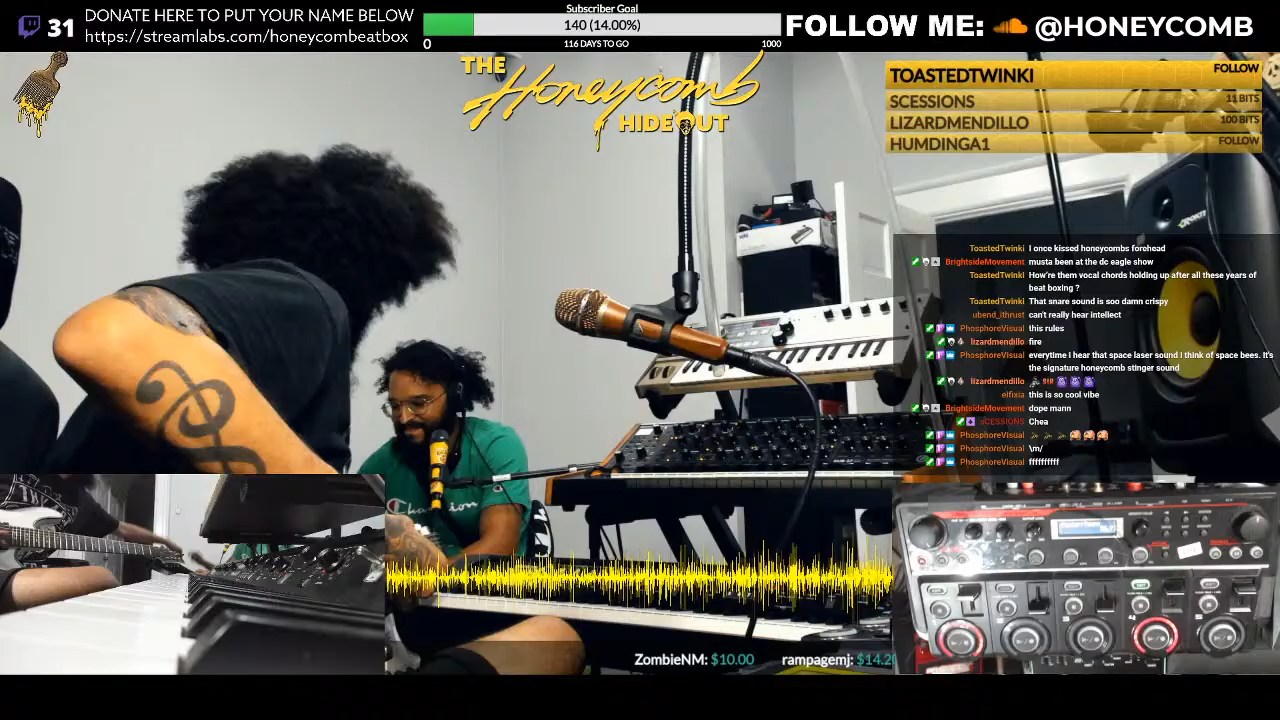 31
DONATE HERE TO PUT YOUR NAME BELOW
https://streamlabs.com/honeycombeatbox
Subscriber Goal
140 (14.00%)
0
116 DAYS TO GO
1000
FOLLOW ME:
@HONEYCOMB
THE
Honeycomb
HIDEOUT
TOASTEDTWINKI FOLLOW
SCESSIONS 11 BITS
LIZARDMENDILLO 100 BITS
HUMDINGA1 FOLLOW
ToastedTwinki I once kissed honeycombs forehead
BrightsideMovement musta been at the dc eagle show
ToastedTwinki How're them vocal chords holding up after all these years of
beat boxing ?
ToastedTwinki That snare sound is soo damn crispy
ubend_ithrust can't really hear intellect
PhosphoreVisual this rules
lizardmendillo fire
PhosphoreVisual everytime I hear that space laser sound I think of space bees. It's
the signature honeycomb stinger sound
lizardmendillo
elfixia this is so cool vibe
BrightsideMovement dope mann
sCESSIONS Chea
PhosphoreVisual
PhosphoreVisual \m/
PhosphoreVisual ffffffffff
KRK
Champion
ZombieNM: $10.00
rampagemj: $14.20